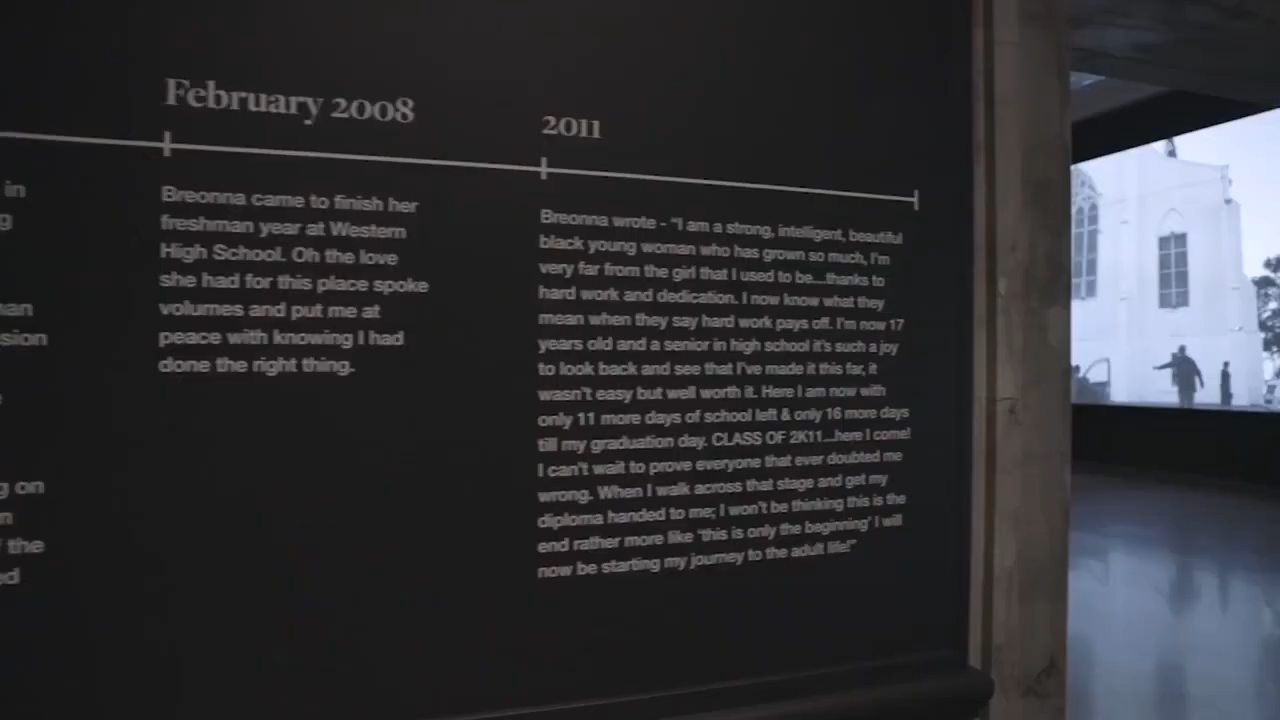 February 2008
Breonna came to finish her
freshman year at Western
High School. Oh the love
she had for this place spoke
volumes and put me at
peace with knowing I had
done the right thing.
2011
Breonna wrote - “I am a strong, intelligent, beautiful
black young woman who has grown so much, I'm
very far from the girl that I used to be...thanks to
hard work and dedication. I now know what they
mean when they say hard work pays off. I'm now 17
years old and a senior in high school it's such a joy
to look back and see that I've made it this far, it
wasn't easy but well worth it. Here I am now with
only 11 more days of school left & only 16 more days
till my graduation day. CLASS OF 2K11...here I come!
I can't wait to prove everyone that ever doubted me
wrong. When I walk across that stage and get my
diploma handed to me; I won't be thinking this is the
end rather more like 'this is only the beginning' I will
now be starting my journey to the adult life!”
in
on
the